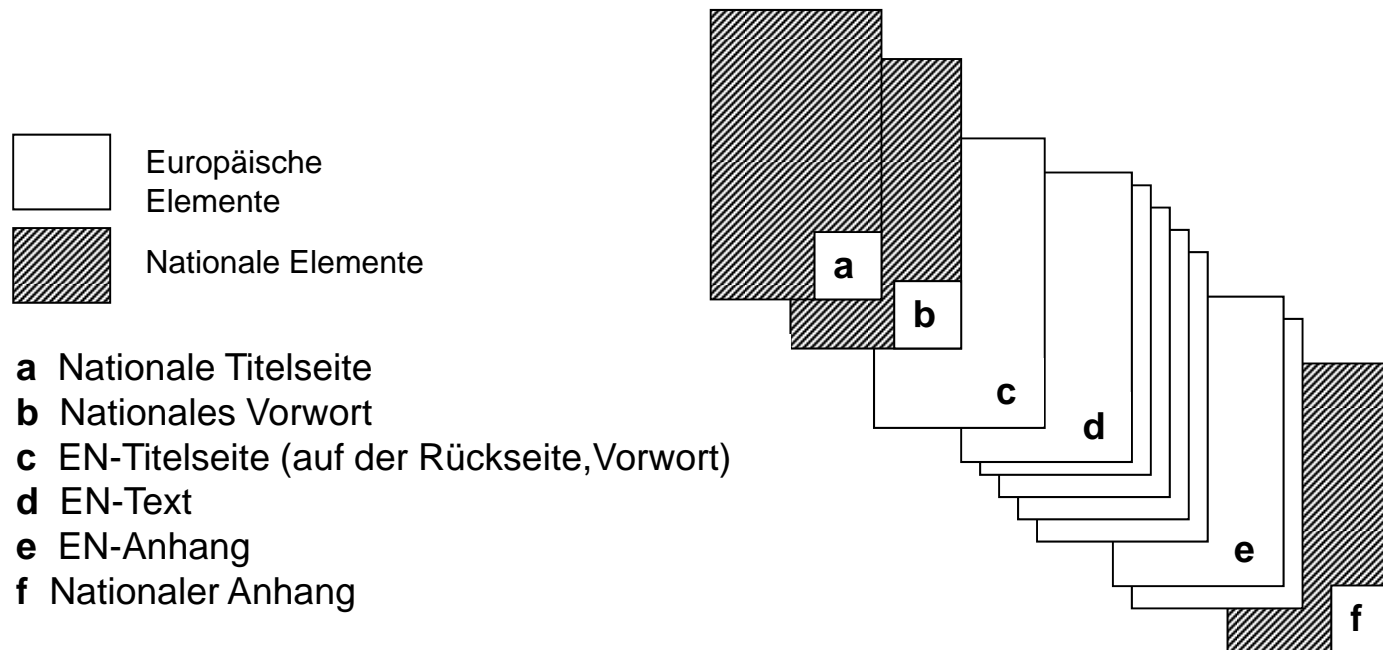 Europäische
Elemente
Nationale Elemente
a Nationale Titelseite
b Nationales Vorwort
c EN-Titelseite (auf der Rückseite,Vorwort)
d EN-Text
e EN-Anhang
f Nationaler Anhang
a
b
c
d
e
f